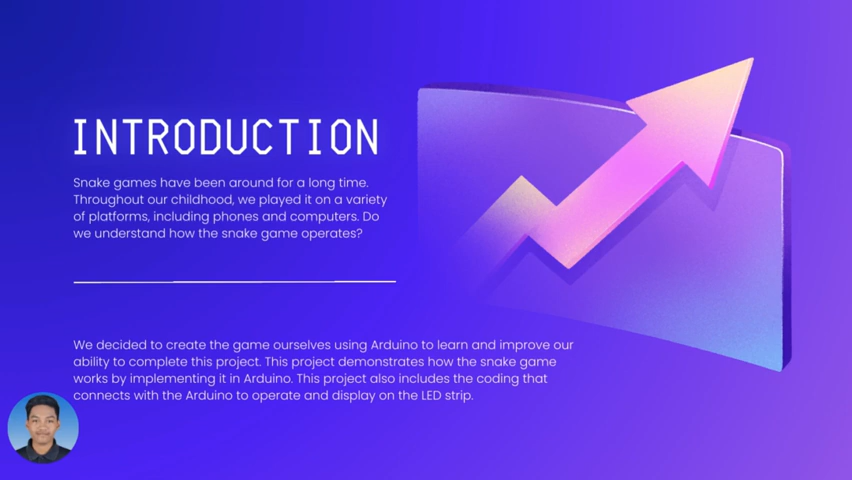 INTRODUCTION
Snake games have been around for a long time.
Throughout our childhood, we played it on a variety
of platforms, including phones and computers. Do
we understand how the snake game operates?
We decided to create the game ourselves using Arduino to learn and improve our
ability to complete this project. This project demonstrates how the snake game
works by implementing it in Arduino. This project also includes the coding that
connects with the Arduino to operate and display on the LED strip.